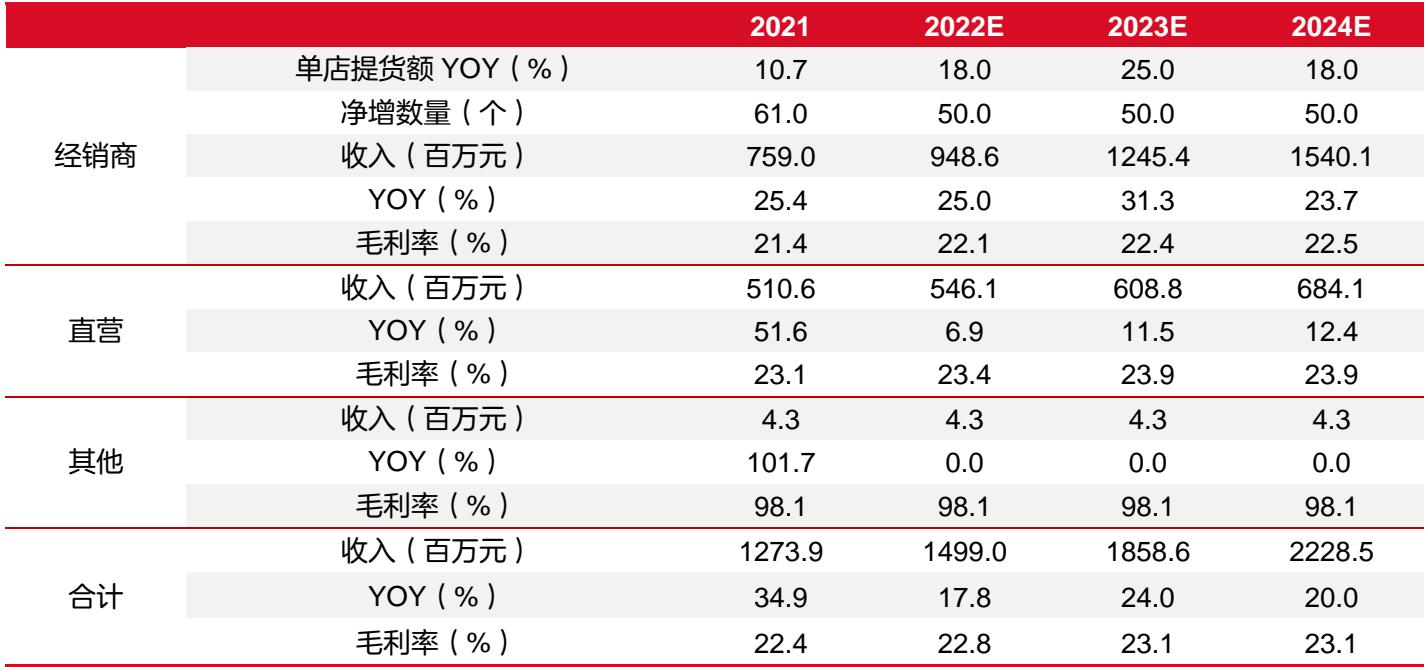 2021 2022E 2023E 2024E
单店提货额 YOY（%） 10.7 18.0 25.0 18.0
净增数量（个） 61.0 50.0 50.0 50.0
经销商 收入（百万元） 759.0 948.6 1245.4 1540.1
YOY（%） 25.4 25.0 31.3 23.7
毛利率（%） 21.4 22.1 22.4 22.5
收入（百万元） 510.6 546.1 608.8 684.1
直营 YOY（%） 51.6 6.9 11.5 12.4
毛利率（%） 23.1 23.4 23.9 23.9
收入（百万元） 4.3 4.3 4.3 4.3
其他 YOY（%） 101.7 0.0 0.0 0.0
毛利率（%） 98.1 98.1 98.1 98.1
收入（百万元） 1273.9 1499.0 1858.6 2228.5
合计 YOY（%） 34.9 17.8 24.0 20.0
毛利率（%） 22.4 22.8 23.1 23.1